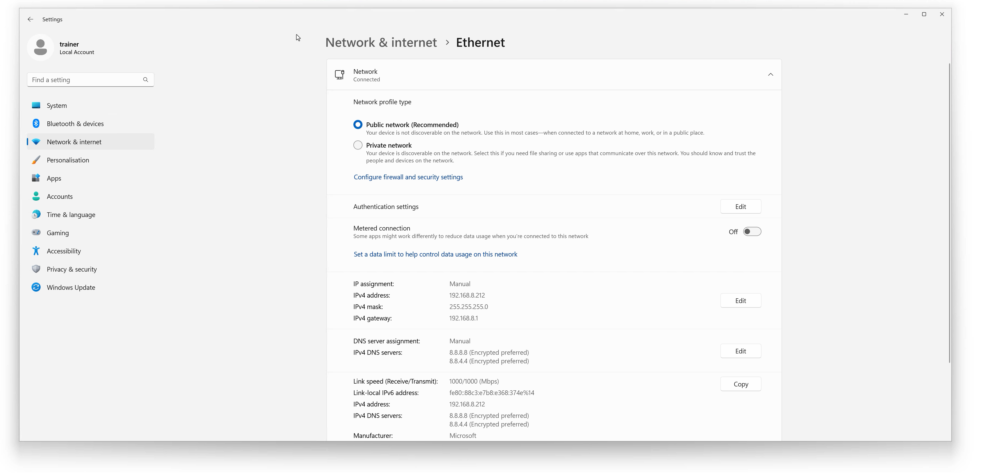 Settings
trainer
Local Account
Find a setting
System
Bluetooth & devices
Network & internet
Personalisation
Apps
Accounts
Time & language
Gaming
Accessibility
Privacy & security
Windows Update
Network & internet > Ethernet
Network
Connected
Network profile type
Public network (Recommended)
Your device is not discoverable on the network. Use this in most cases—when connected to a network at home, work, or in a public place.
Private network
Your device is discoverable on the network. Select this if you need file sharing or use apps that communicate over this network. You should know and trust the
people and devices on the network.
Configure firewall and security settings
Authentication settings Edit
Metered connection
Some apps might work differently to reduce data usage when you're connected to this network
Off
Set a data limit to help control data usage on this network
IP assignment: Manual
IPv4 address: 192.168.8.212
IPv4 mask: 255.255.255.0
IPv4 gateway: 192.168.8.1
Edit
DNS server assignment: Manual
IPv4 DNS servers: 8.8.8.8 (Encrypted preferred)
8.8.4.4 (Encrypted preferred)
Edit
Link speed (Receive/Transmit): 1000/1000 (Mbps)
Copy
Link-local IPv6 address: fe80::88c3:e7b8:e368:374e%14
IPv4 address: 192.168.8.212
IPv4 DNS servers: 8.8.8.8 (Encrypted preferred)
8.8.4.4 (Encrypted preferred)
Manufacturer: Microsoft